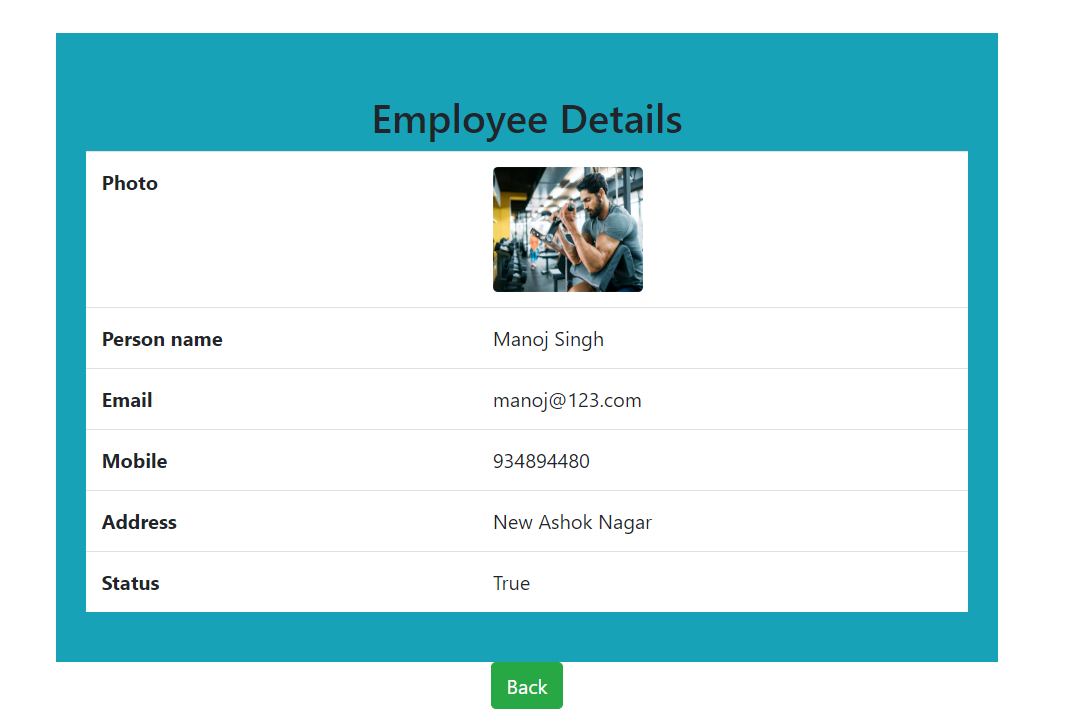 Employee Details
Photo
Person name Manoj Singh
Email manoj@123.com
Mobile 934894480
Address New Ashok Nagar
Status True
Back